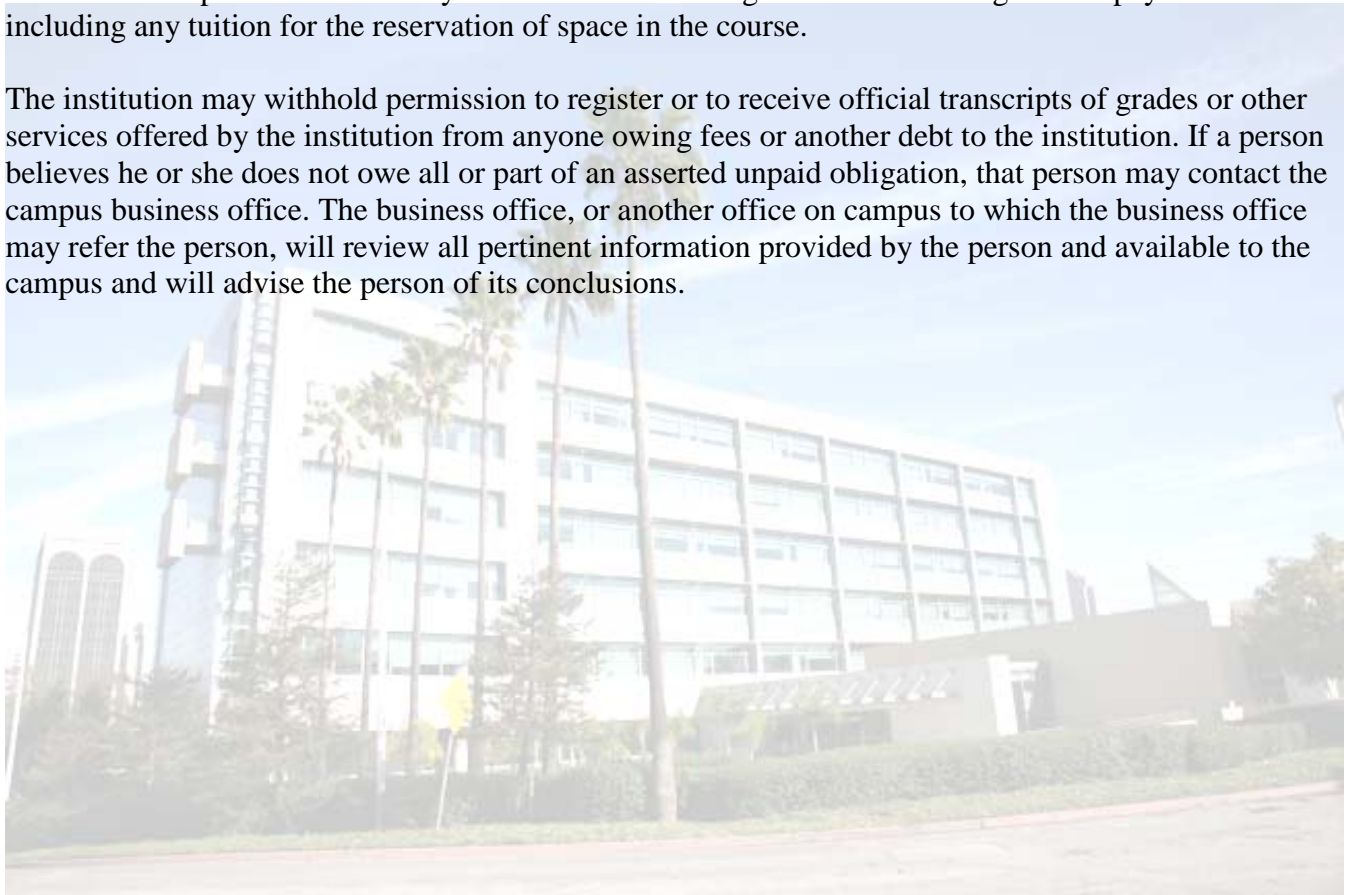 including any tuition for the reservation of space in the course.
The institution may withhold permission to register or to receive official transcripts of grades or other
services offered by the institution from anyone owing fees or another debt to the institution. If a person
believes he or she does not owe all or part of an asserted unpaid obligation, that person may contact the
campus business office. The business office, or another office on campus to which the business office
may refer the person, will review all pertinent information provided by the person and available to the
campus and will advise the person of its conclusions.